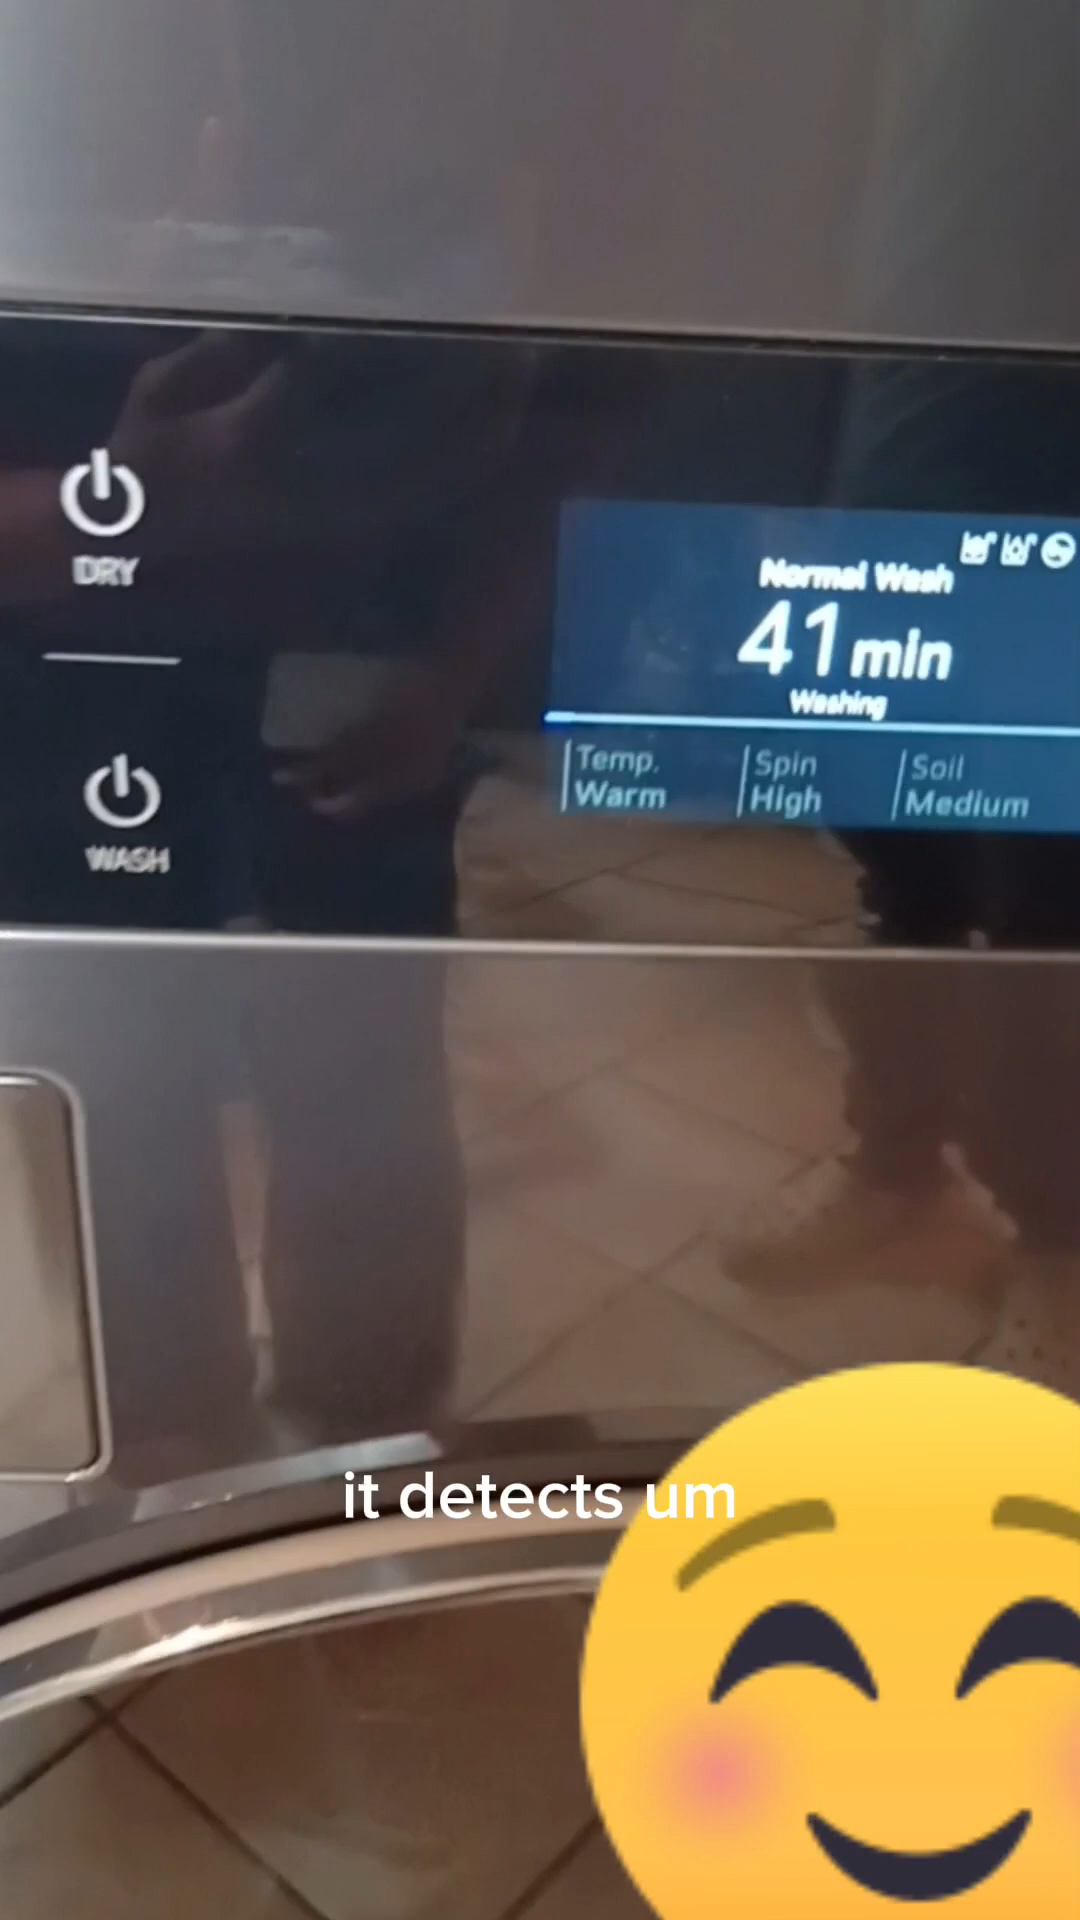 DRY
Normal Wash
41 min
Washing
Temp. Spin Soil
Warm High Medium
WASH
it detects um